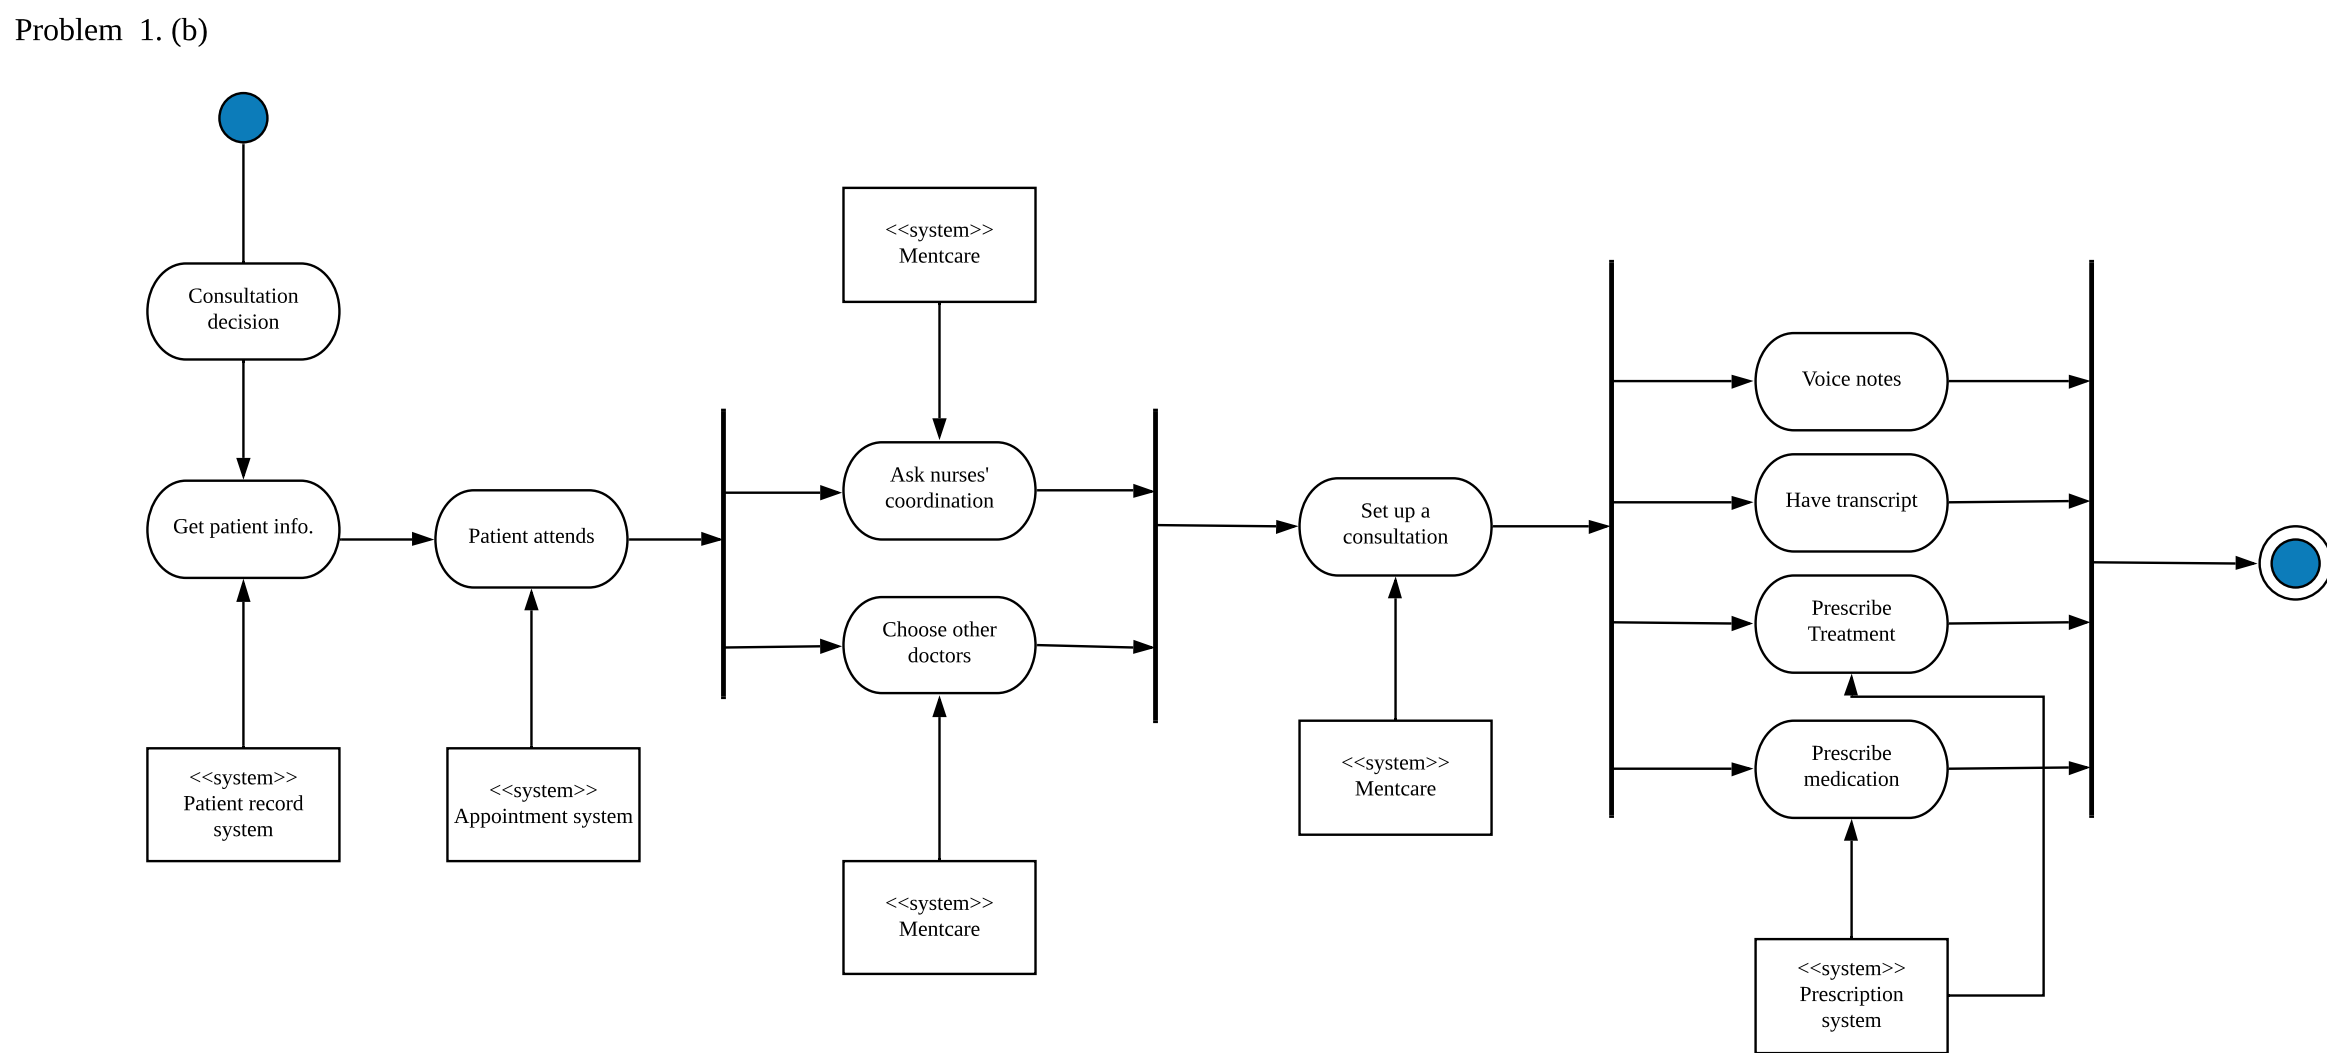 Problem  1. (b)
Consultation
decision
Get patient info.
<<system>>
Patient record
system
Patient attends
<<system>>
Appointment system
<<system>>
Mentcare
Ask nurses'
coordination
Choose other
doctors
<<system>>
Mentcare
Set up a
consultation
<<system>>
Mentcare
Voice notes
Have transcript
Prescribe
Treatment
Prescribe
medication
<<system>>
Prescription
system